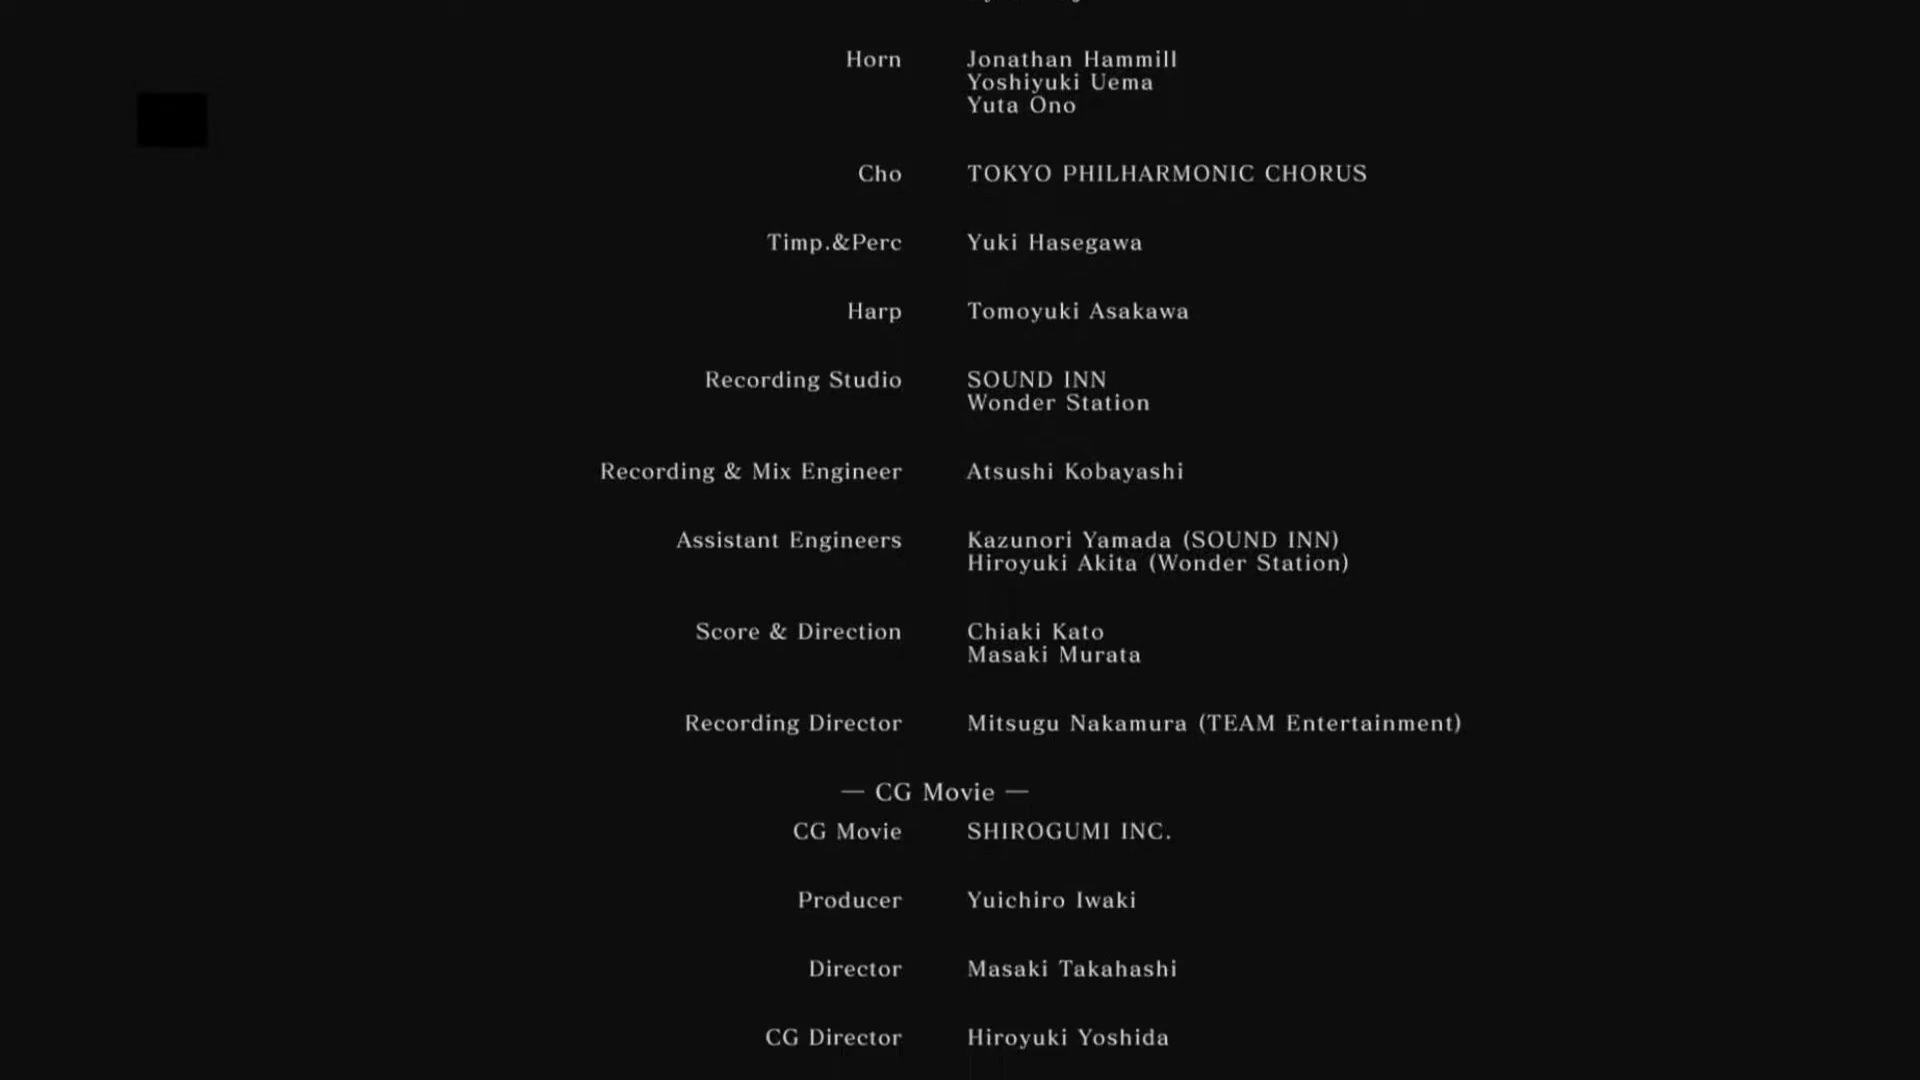 Horn Jonathan Hammill
Yoshiyuki Uema
Yuta Ono
Cho TOKYO PHILHARMONIC CHORUS
Timp.&Perc Yuki Hasegawa
Harp Tomoyuki Asakawa
Recording Studio SOUND INN
Wonder Station
Recording & Mix Engineer Atsushi Kobayashi
Assistant Engineers Kazunori Yamada (SOUND INN)
Hiroyuki Akita (Wonder Station)
Score & Direction Chiaki Kato
Masaki Murata
Recording Director Mitsugu Nakamura (TEAM Entertainment)
— CG Movie —
CG Movie SHIROGUMI INC.
Producer Yuichiro Iwaki
Director Masaki Takahashi
CG Director Hiroyuki Yoshida